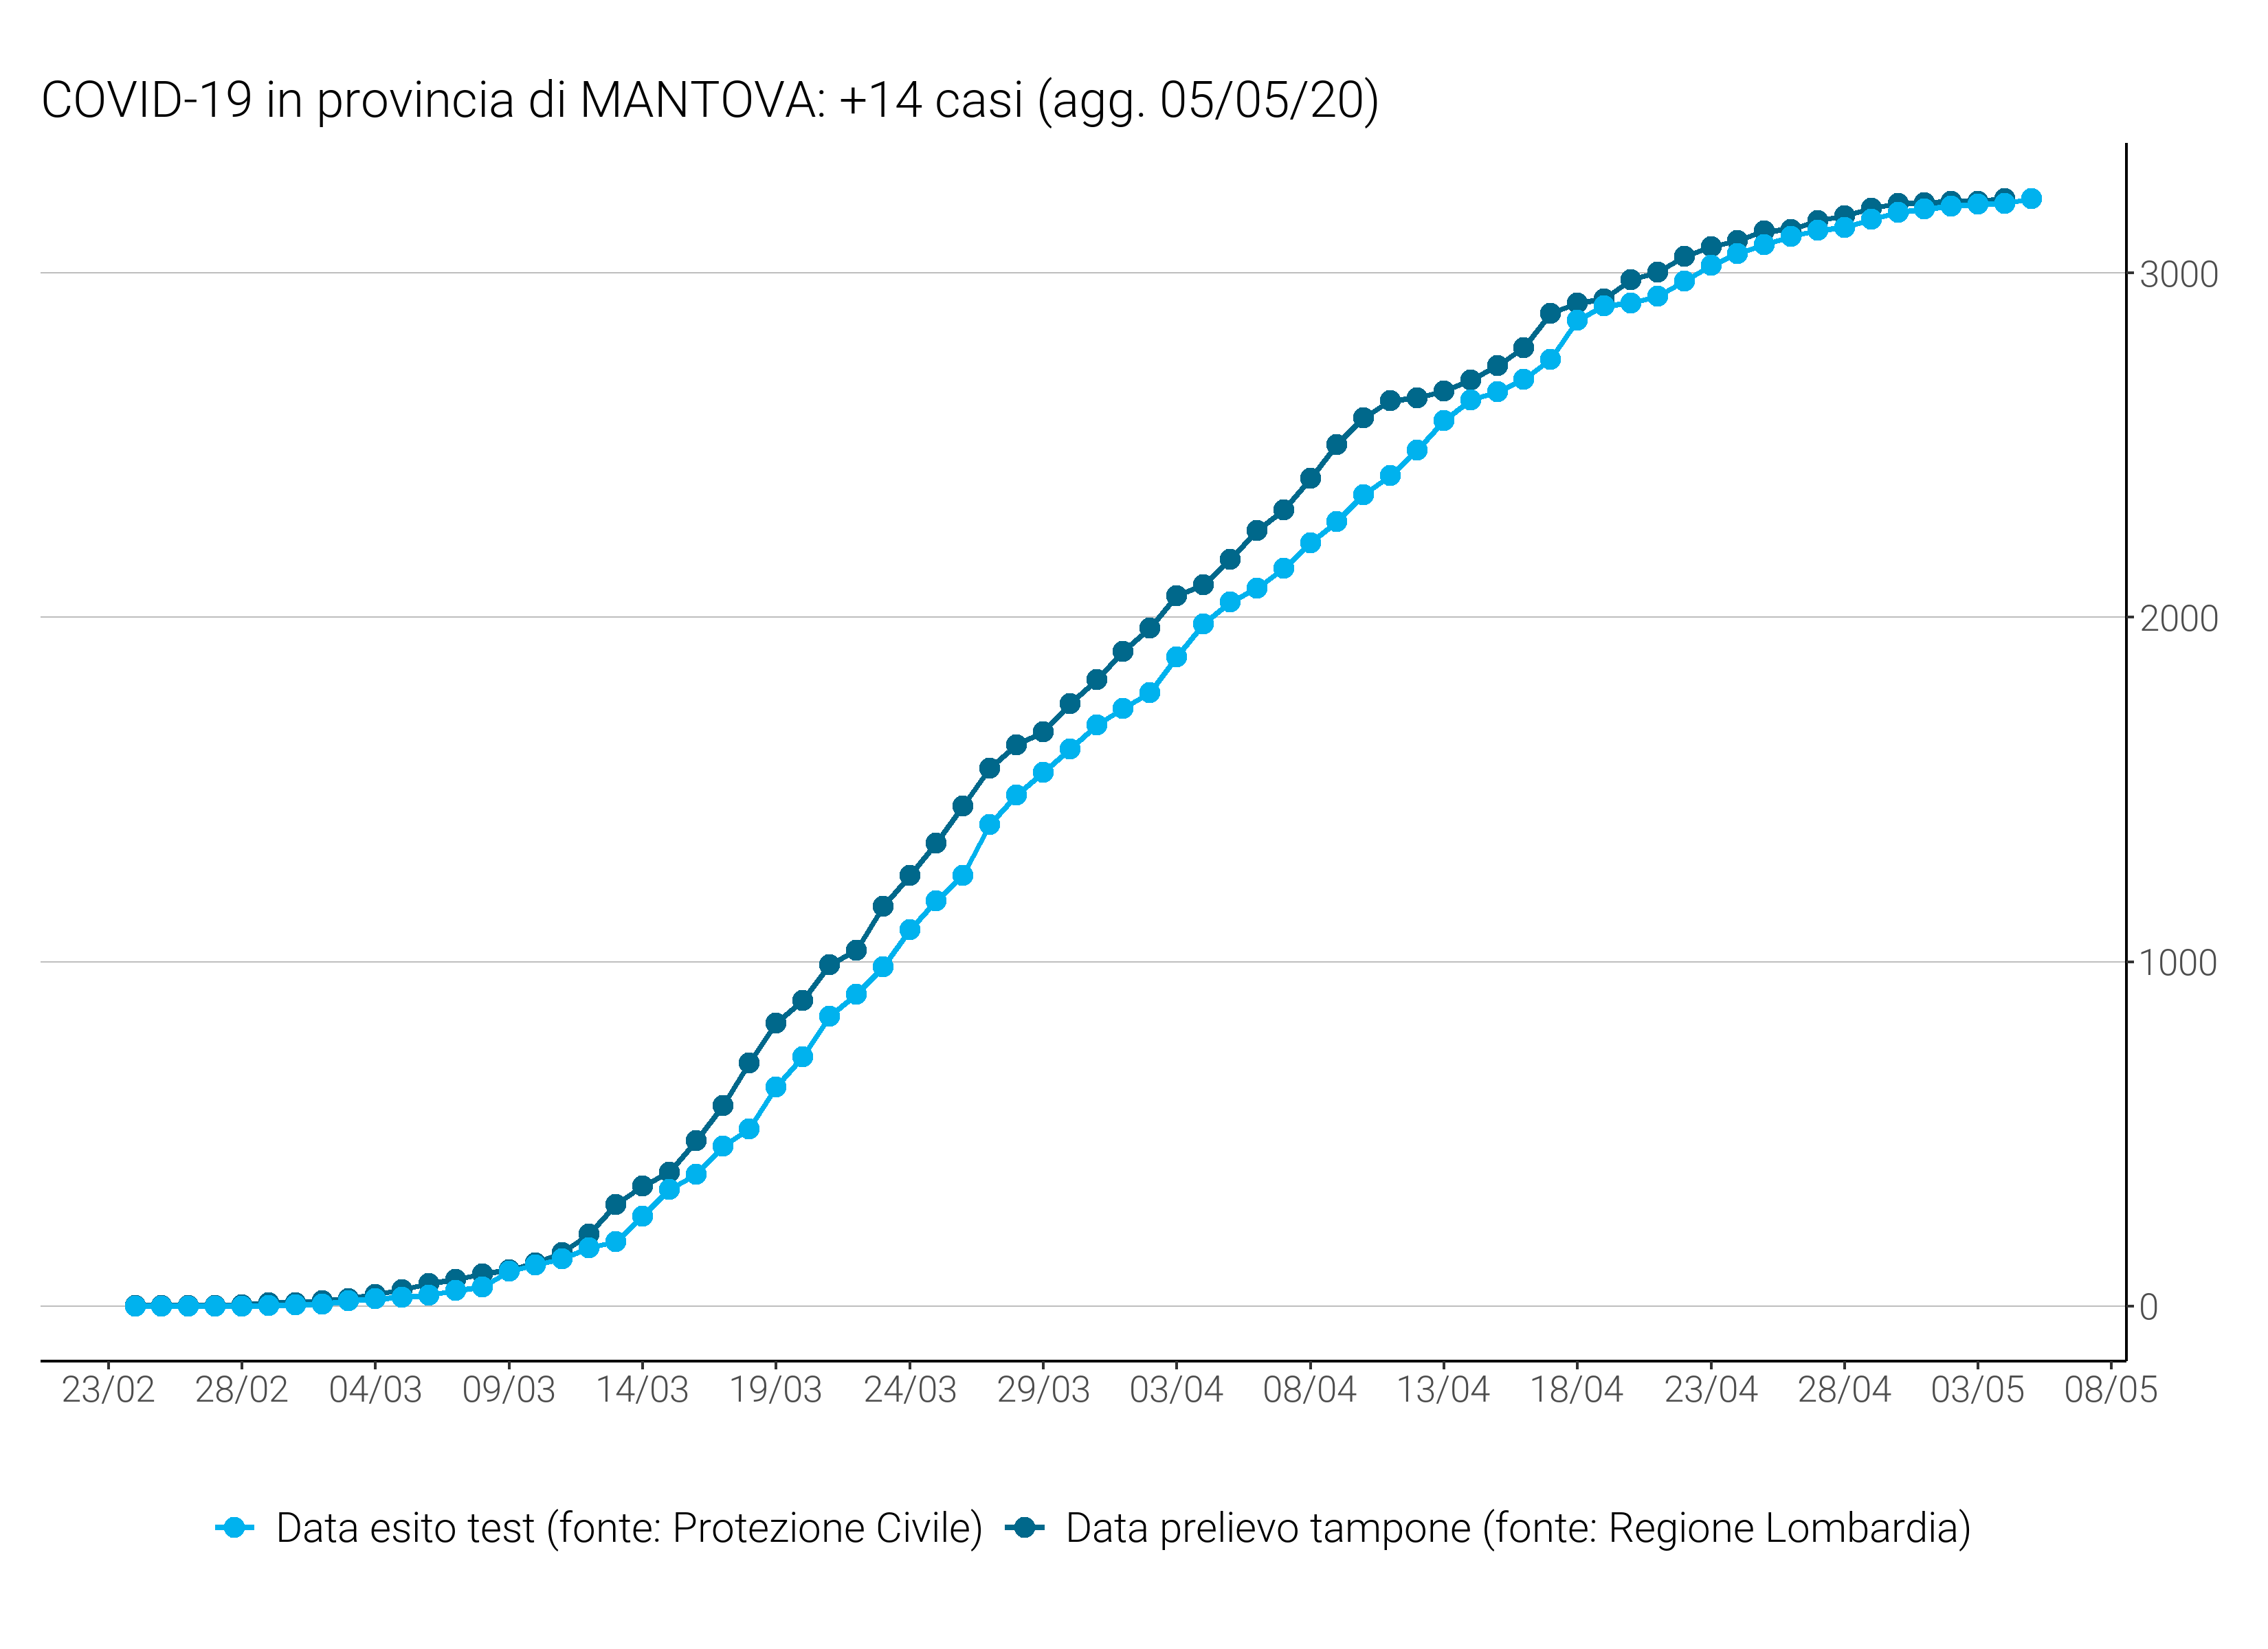 COVID-19 in provincia di MANTOVA: +14 casi (agg. 05/05/20)
3000
2000
1000
0
23/02 28/02 04/03 09/03 14/03 19/03 24/03 29/03 03/04 08/04 13/04 18/04 23/04 28/04 03/05 08/05
Data esito test (fonte: Protezione Civile) Data prelievo tampone (fonte: Regione Lombardia)